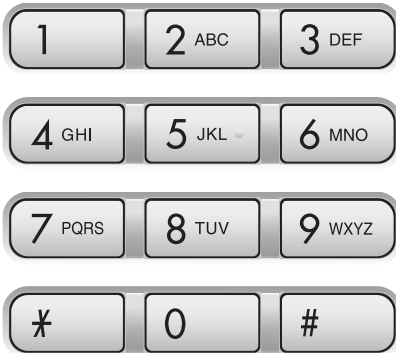 1 2 ABC 3 DEF
4 GHI 5 JKL 6 MNO
7 PQRS 8 TUV 9 WXYZ
* 0 #